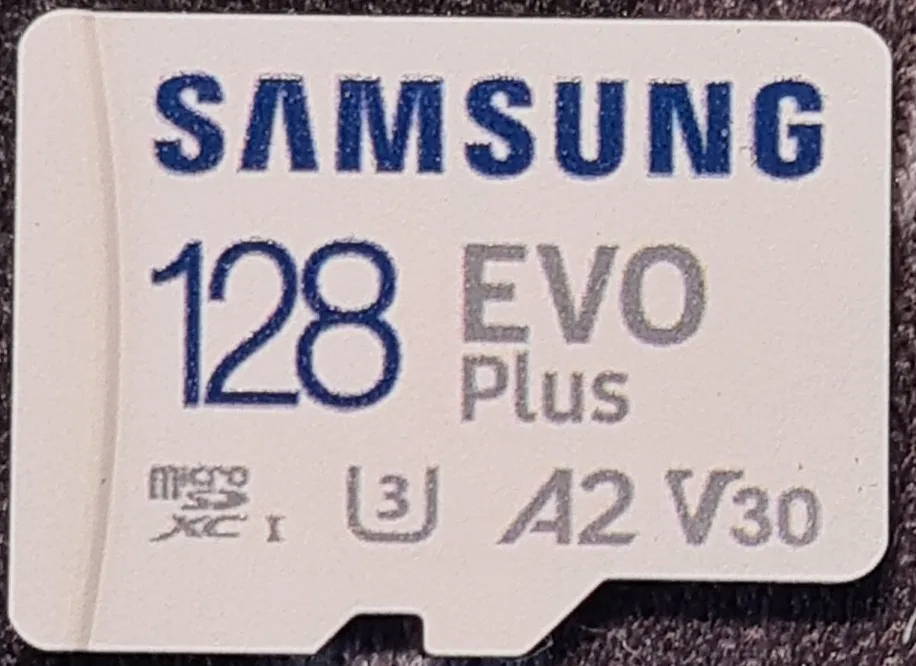 SAMSUNG
128 EVO
Plus
micro
SD
XC I 3 A2 V30